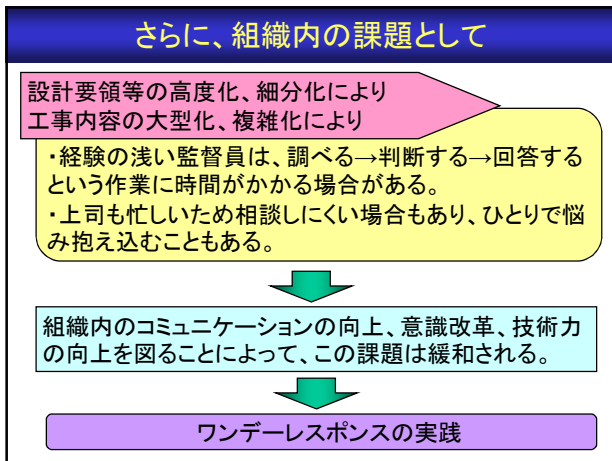 さらに、組織内の課題として
設計要領等の高度化、細分化により
工事内容の大型化、複雑化により
・経験の浅い監督員は、調べる→判断する→回答する
という作業に時間がかかる場合がある。
・上司も忙しいため相談しにくい場合もあり、ひとりで悩
み抱え込むこともある。
組織内のコミュニケーションの向上、意識改革、技術力
の向上を図ることによって、この課題は緩和される。
ワンデーレスポンスの実践